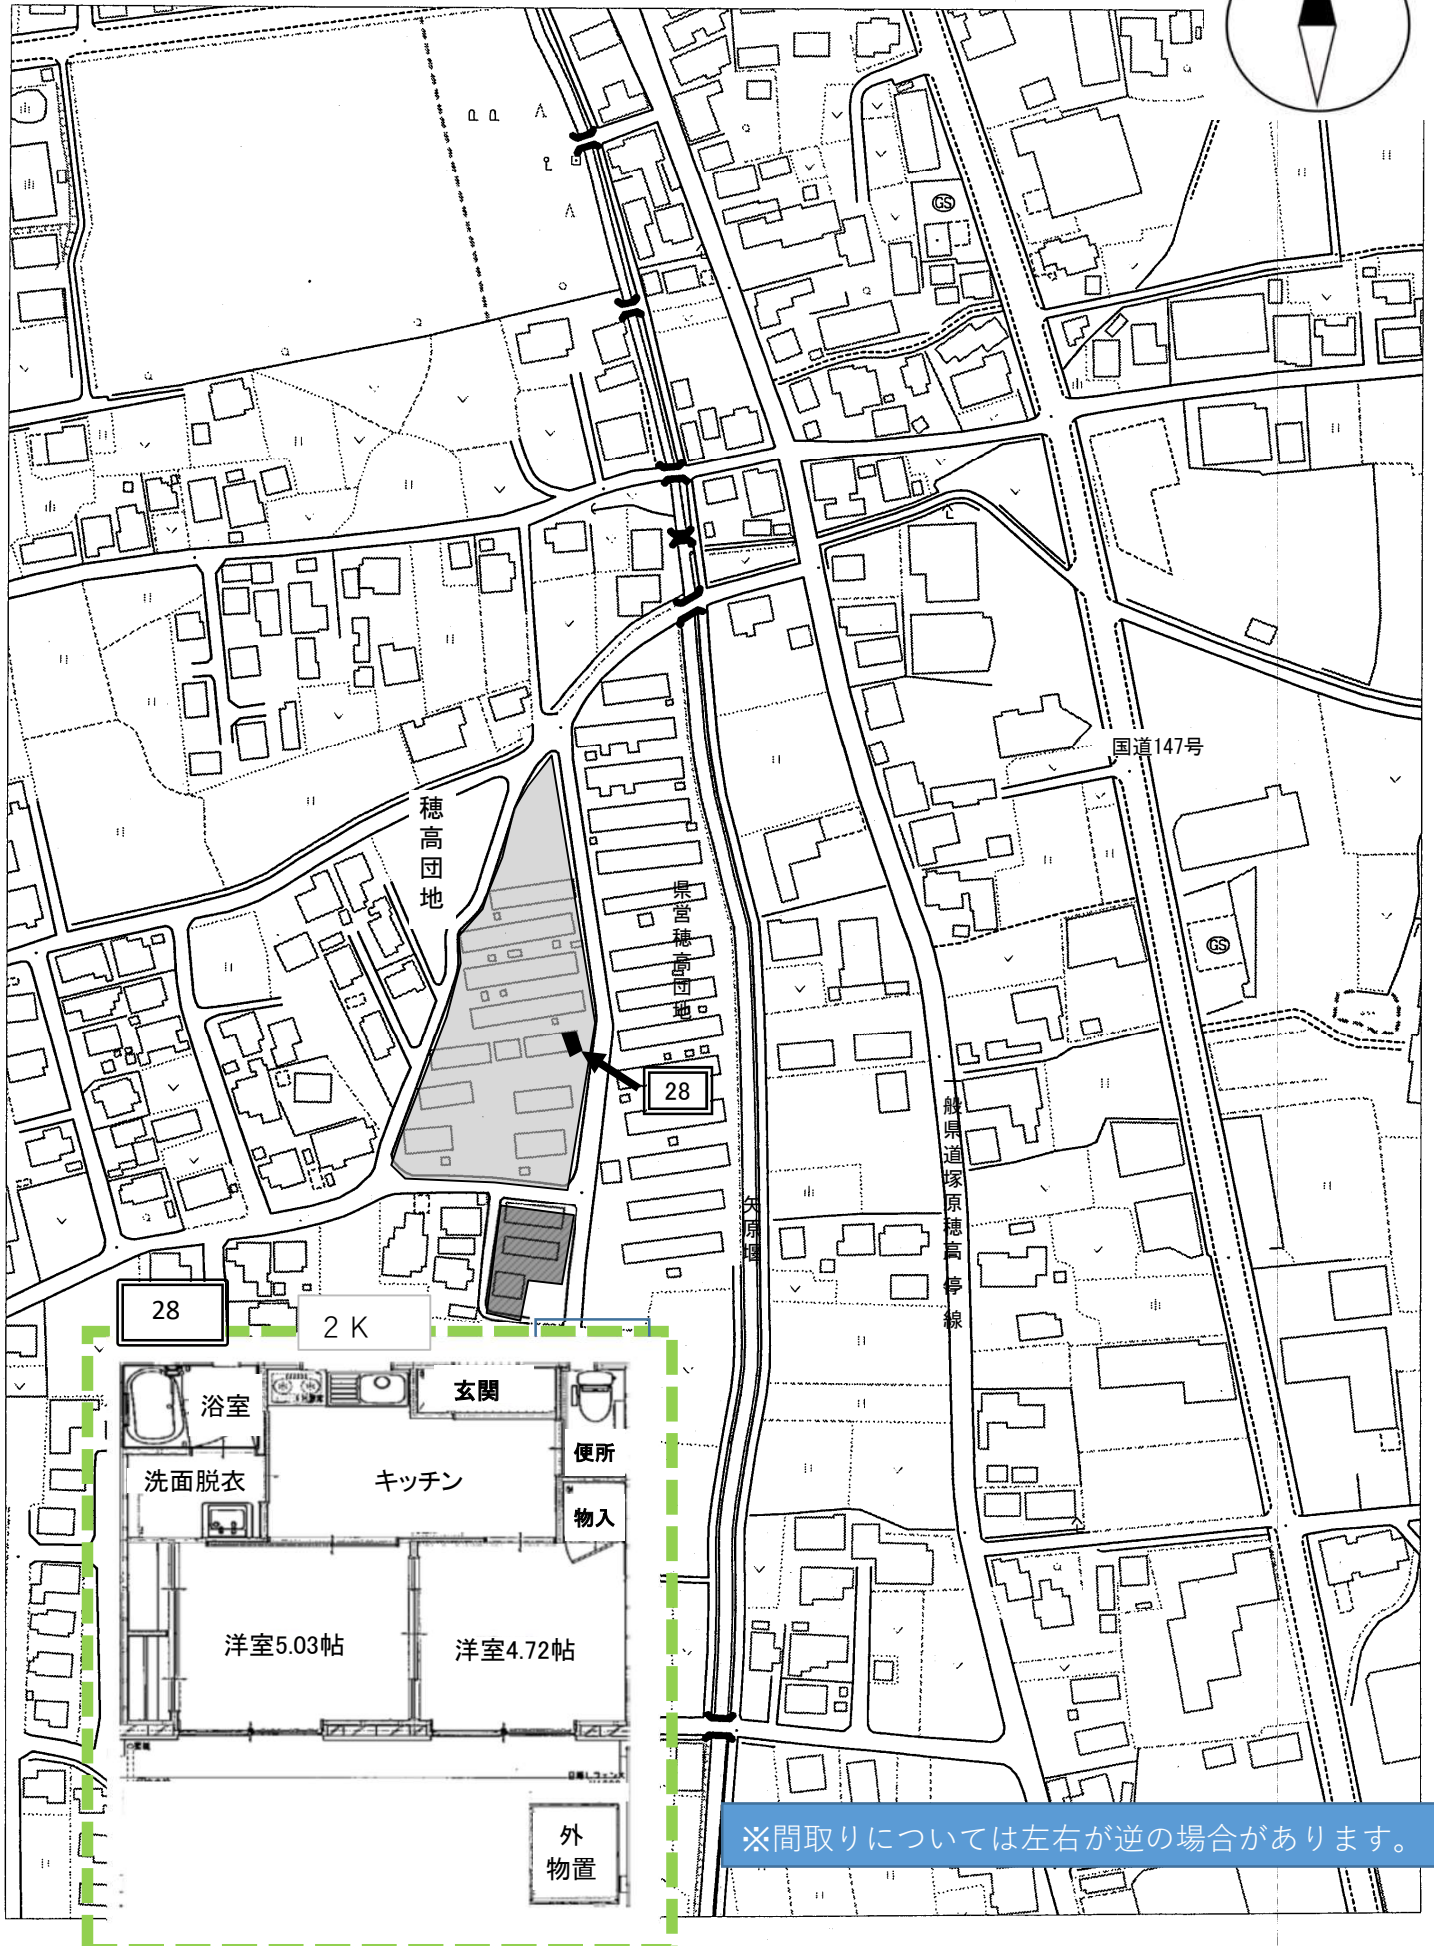 GS
国道147号
穂高団地
県営穂高団地
GS
28
一般県道塚原穂高 停 線
矢原堰
28
2 K
浴室
玄関
便所
洗面脱衣
キッチン
物入
洋室5.03帖
洋室4.72帖
外
物置
※間取りについては左右が逆の場合があります。